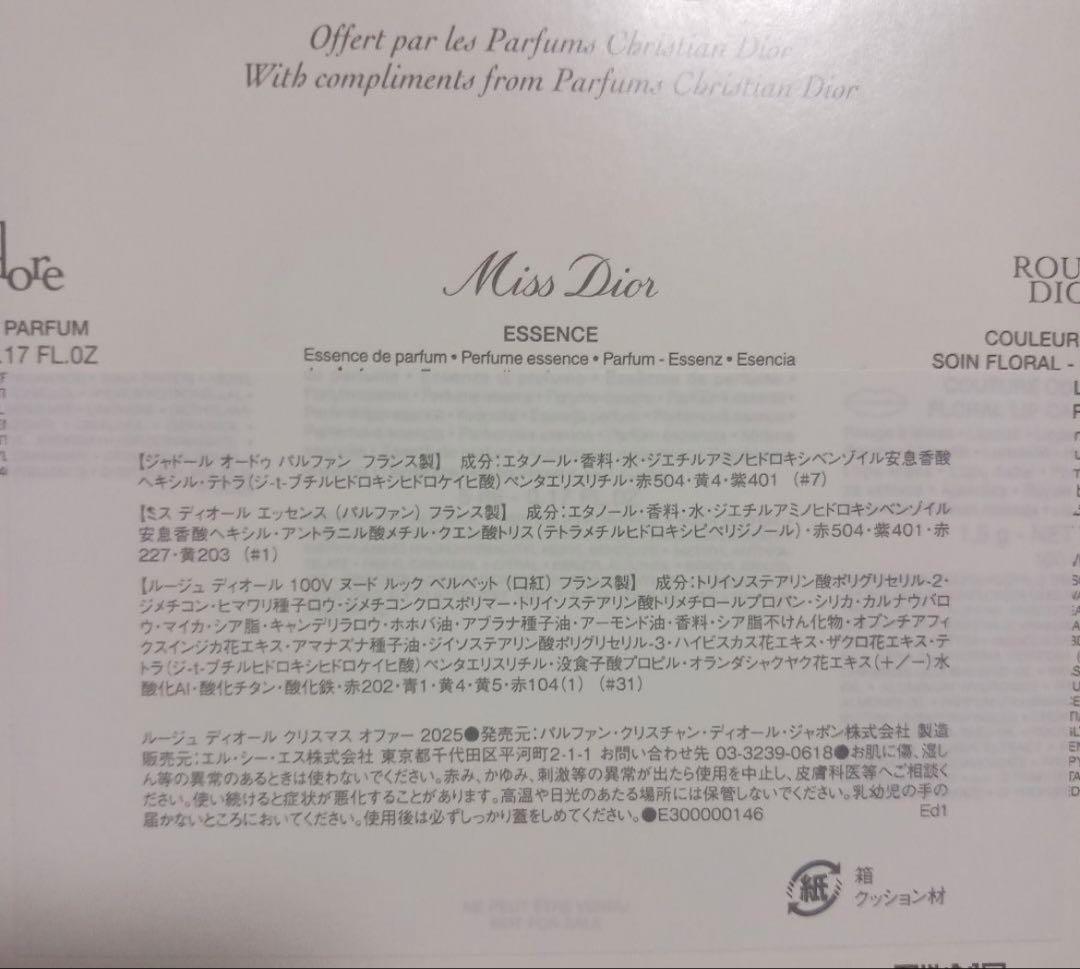 Offert par les Parfums Christian Dior
With compliments from Parfums Christian Dior
dore
PARFUM
.17 FL.OZ
Miss Dior
ESSENCE
Essence de parfum • Perfume essence • Parfum - Essenz • Esencia
ROU
DIO
COULEUR
SOIN FLORAL -
【ジャドール オードゥ パルファン フランス製】 成分：エタノール・香料・水・ジエチルアミノヒドロキシベンゾイル安息香酸
ヘキシル・テトラ(ジ-t-ブチルヒドロキシヒドロケイヒ酸)ペンタエリスリチル・赤504・黄4・紫401 (#7)
【ミス ディオール エッセンス (パルファン) フランス製】 成分：エタノール・香料・水・ジエチルアミノヒドロキシベンゾイル
安息香酸ヘキシル・アントラニル酸メチル・クエン酸トリス(テトラメチルヒドロキシピペリジノール)・赤504・紫401・赤
227・黄203 (#1)
【ルージュ ディオール 100V ヌード ルック ベルベット (口紅) フランス製】 成分：トリイソステアリン酸ポリグリセリル-2・
ジメチコン・ヒマワリ種子ロウ・ジメチコンクロスポリマー・トリイソステアリン酸トリメチロールプロパン・シリカ・カルナウバロ
ウ・マイカ・シア脂・キャンデリラロウ・ホホバ油・アブラナ種子油・アーモンド油・香料・シア脂不けん化物・オプンチアフィ
クスインジカ花エキス・アマナズナ種子油・ジイソステアリン酸ポリグリセリル-3・ハイビスカス花エキス・ザクロ花エキス・テ
トラ(ジ-t-ブチルヒドロキシヒドロケイヒ酸)ペンタエリスリチル・没食子酸プロピル・オランダシャクヤク花エキス(+/−)水
酸化Al・酸化チタン・酸化鉄・赤202・青1・黄4・黄5・赤104(1) (#31)
ルージュ ディオール クリスマス オファー 2025●発売元：パルファン・クリスチャン・ディオール・ジャポン株式会社 製造
販売元：エル・シー・エス株式会社 東京都千代田区平河町2-1-1 お問い合わせ先 03-3239-0618●お肌に傷、湿し
ん等の異常のあるときは使わないでください。赤み、かゆみ、刺激等の異常が出たら使用を中止し、皮膚科医等へご相談く
ださい。使い続けると症状が悪化することがあります。高温や日光のあたる場所には保管しないでください。乳幼児の手の
届かないところにおいてください。使用後は必ずしっかり蓋をしめてください。●E300000146 Ed1
紙 箱
クッション材
NE PEUT ÊTRE VENDU
NOT FOR SALE